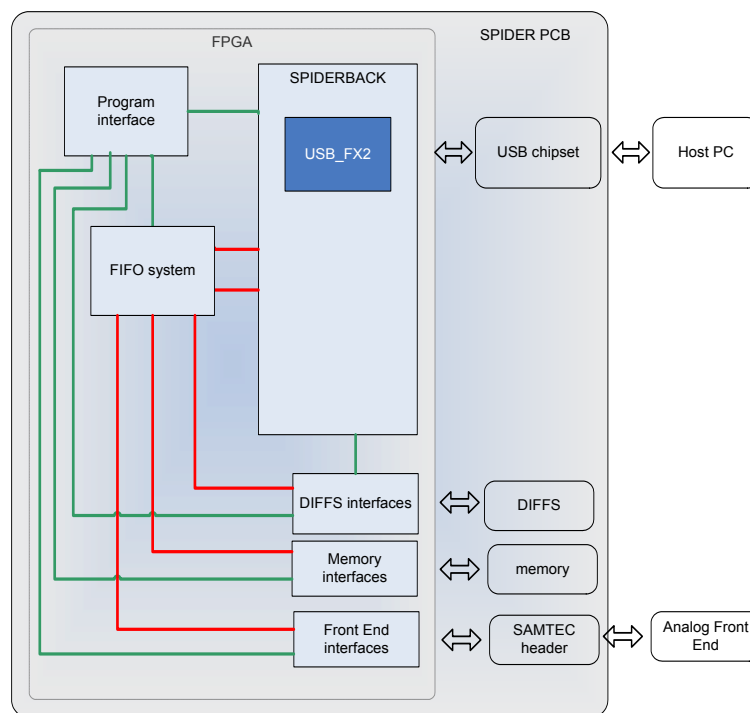 SPIDER PCB
FPGA
Program
interface
SPIDERBACK
USB_FX2
USB chipset
Host PC
FIFO system
DIFFS interfaces
DIFFS
Memory
interfaces
memory
Front End
interfaces
SAMTEC
header
Analog Front
End